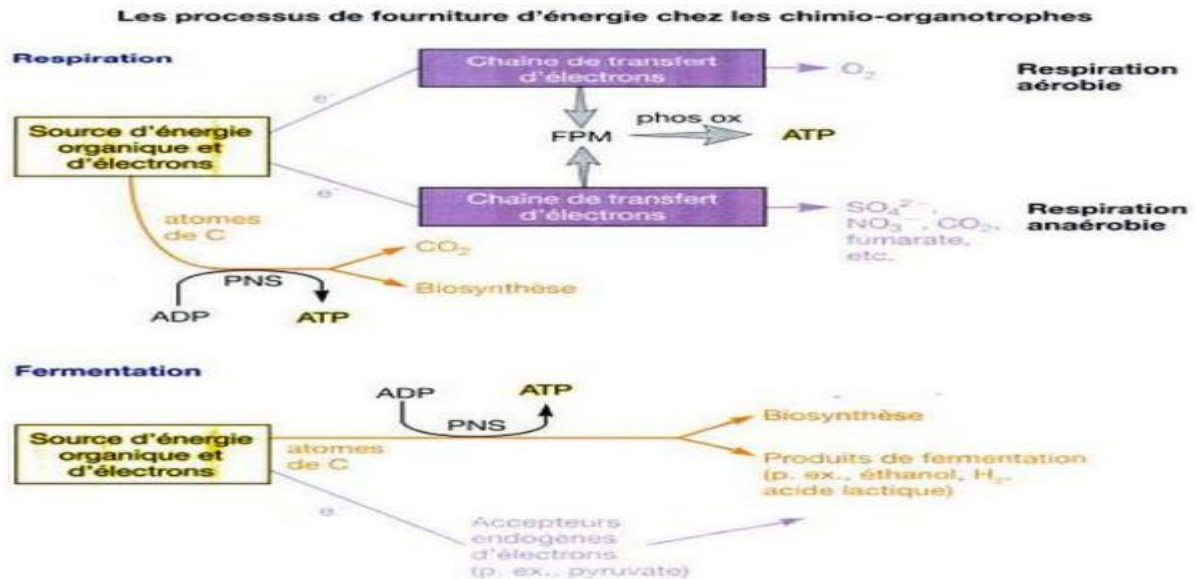 Les processus de fourniture d'énergie chez les chimio-organotrophes
Respiration
Chaîne de transfert
d'électrons
O₂
Respiration
aérobie
e⁻
Source d'énergie
organique et
d'électrons
FPM
phos ox
ATP
e⁻
Chaîne de transfert
d'électrons
SO₄²⁻,
NO₃⁻, CO₂,
fumarate,
etc.
Respiration
anaérobie
atomes
de C
CO₂
PNS
Biosynthèse
ADP
ATP
Fermentation
ADP
ATP
PNS
Source d'énergie
organique et
d'électrons
atomes
de C
Biosynthèse
Produits de fermentation
(p. ex., éthanol, H₂,
acide lactique)
e⁻
Accepteurs
endogènes
d'électrons
(p. ex., pyruvate)